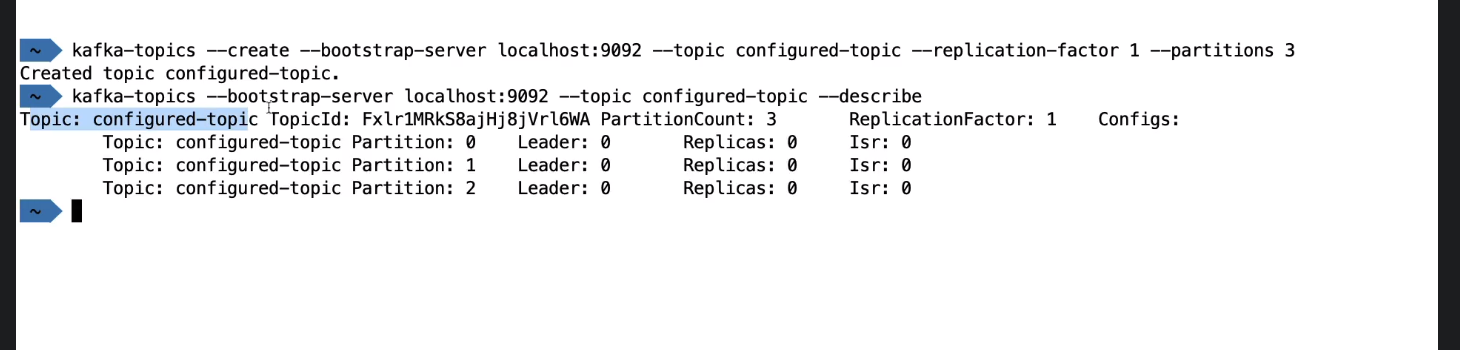 ~ kafka-topics --create --bootstrap-server localhost:9092 --topic configured-topic --replication-factor 1 --partitions 3
Created topic configured-topic.
~ kafka-topics --bootstrap-server localhost:9092 --topic configured-topic --describe
Topic: configured-topic TopicId: Fxlr1MRkS8ajHj8jVrl6WA PartitionCount: 3 ReplicationFactor: 1 Configs:
Topic: configured-topic Partition: 0 Leader: 0 Replicas: 0 Isr: 0
Topic: configured-topic Partition: 1 Leader: 0 Replicas: 0 Isr: 0
Topic: configured-topic Partition: 2 Leader: 0 Replicas: 0 Isr: 0
~